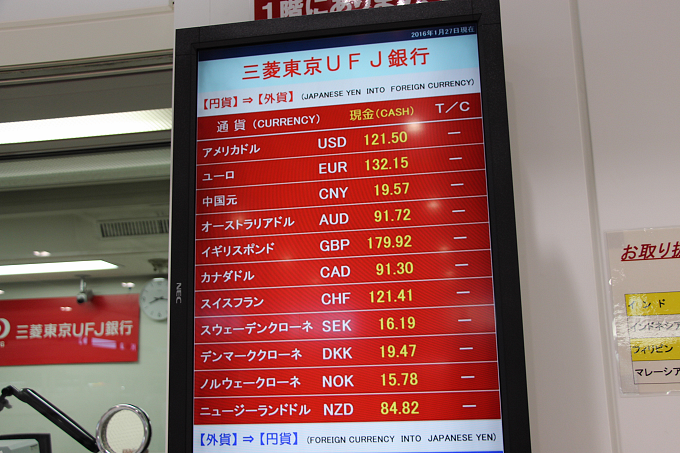 1階に
2016年1月27日現在
三菱東京UFJ銀行
【円貨】⇒【外貨】(JAPANESE YEN INTO FOREIGN CURRENCY)
通貨(CURRENCY) 現金(CASH) T/C
アメリカドル USD 121.50 ―
ユーロ EUR 132.15 ―
中国元 CNY 19.57 ―
オーストラリアドル AUD 91.72 ―
イギリスポンド GBP 179.92 ―
カナダドル CAD 91.30 ―
スイスフラン CHF 121.41 ―
スウェーデンクローネ SEK 16.19 ―
デンマーククローネ DKK 19.47 ―
ノルウェークローネ NOK 15.78 ―
ニュージーランドドル NZD 84.82 ―
【外貨】⇒【円貨】(FOREIGN CURRENCY INTO JAPANESE YEN)
NEC
三菱東京UFJ銀行
お取り扱
インド
インドネシア
フィリピン
マレーシア